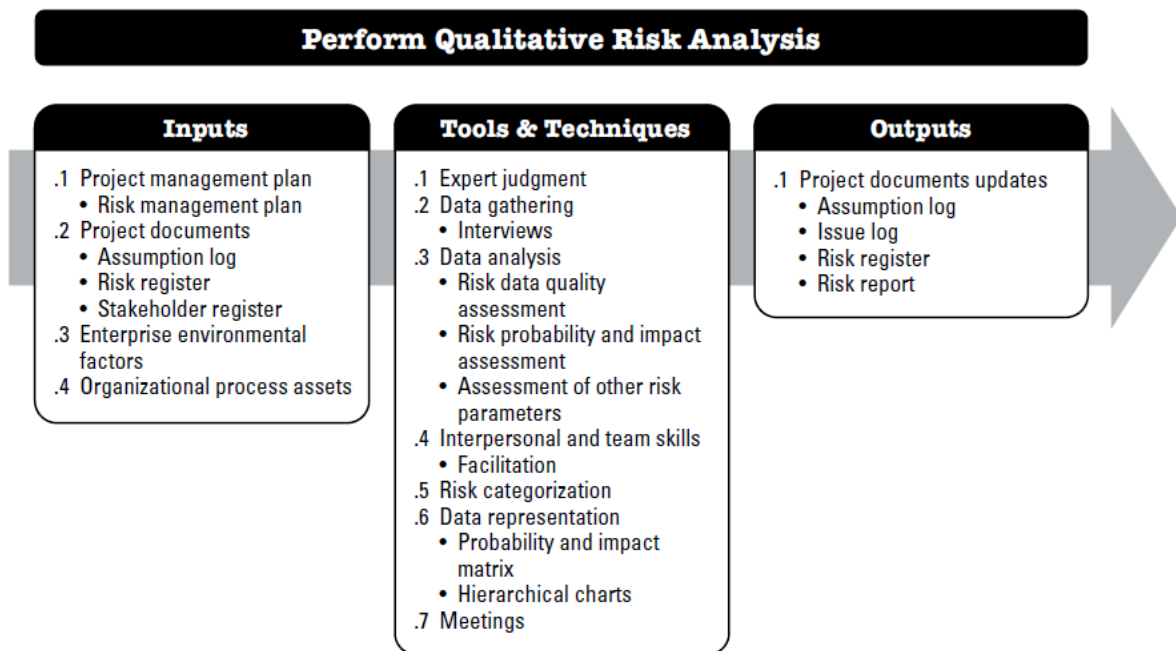 Perform Qualitative Risk Analysis
Inputs
.1 Project management plan
• Risk management plan
.2 Project documents
• Assumption log
• Risk register
• Stakeholder register
.3 Enterprise environmental
factors
.4 Organizational process assets
Tools & Techniques
.1 Expert judgment
.2 Data gathering
• Interviews
.3 Data analysis
• Risk data quality
assessment
• Risk probability and impact
assessment
• Assessment of other risk
parameters
.4 Interpersonal and team skills
• Facilitation
.5 Risk categorization
.6 Data representation
• Probability and impact
matrix
• Hierarchical charts
.7 Meetings
Outputs
.1 Project documents updates
• Assumption log
• Issue log
• Risk register
• Risk report